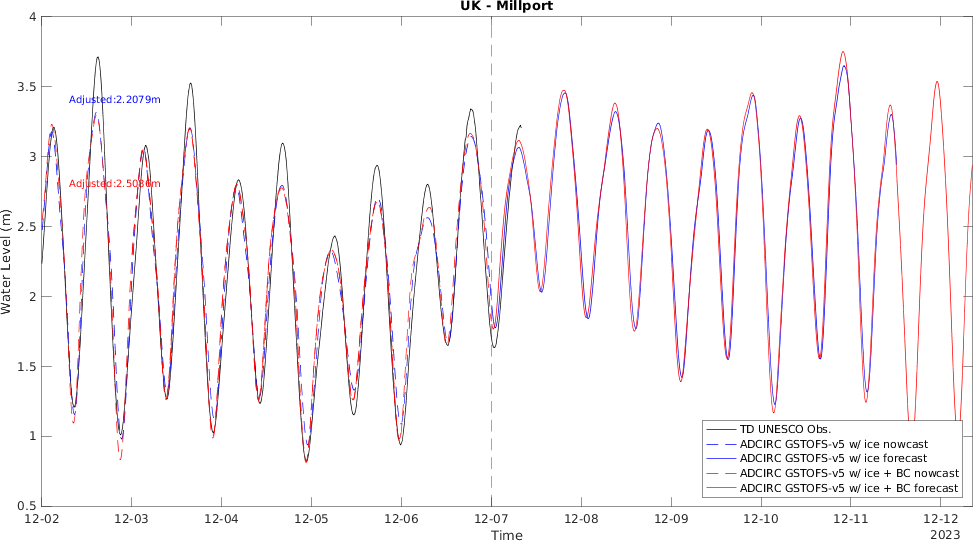 UK - Millport
4
3.5
3
2.5
2
1.5
1
0.5
Water Level (m)
Adjusted:2.2079m
Adjusted:2.5086m
TD UNESCO Obs.
ADCIRC GSTOFS-v5 w/ ice nowcast
ADCIRC GSTOFS-v5 w/ ice forecast
ADCIRC GSTOFS-v5 w/ ice + BC nowcast
ADCIRC GSTOFS-v5 w/ ice + BC forecast
12-02 12-03 12-04 12-05 12-06 12-07 12-08 12-09 12-10 12-11 12-12
Time
2023